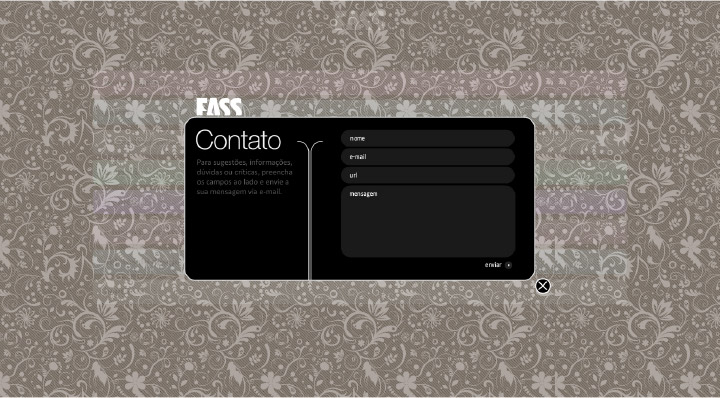 FASS
Contato
Para sugestões, informações,
dúvidas ou críticas, preencha
os campos ao lado e envie a
sua mensagem via e-mail.
nome
e-mail
url
mensagem
enviar